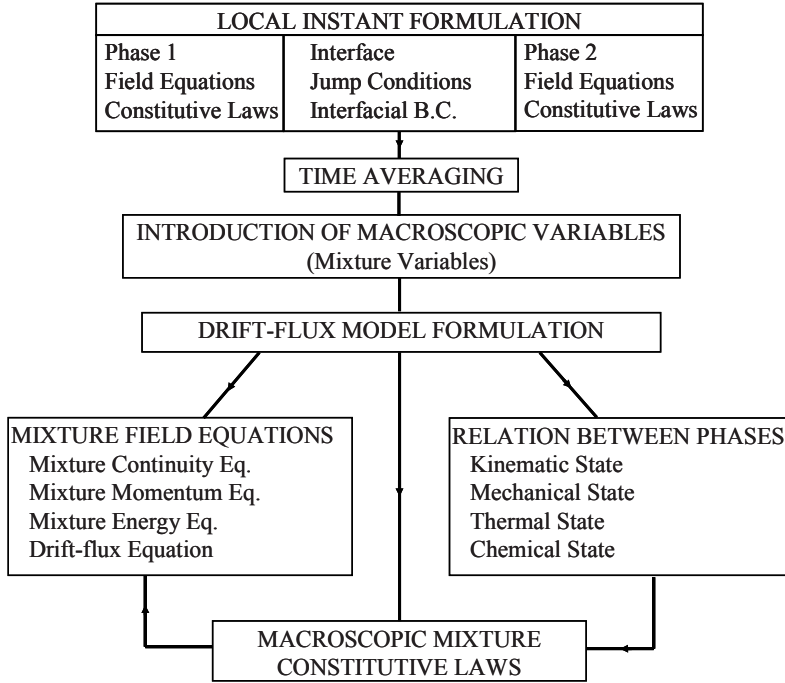 LOCAL INSTANT FORMULATION
Phase 1
Field Equations
Constitutive Laws
Interface
Jump Conditions
Interfacial B.C.
Phase 2
Field Equations
Constitutive Laws
TIME AVERAGING
INTRODUCTION OF MACROSCOPIC VARIABLES
(Mixture Variables)
DRIFT-FLUX MODEL FORMULATION
MIXTURE FIELD EQUATIONS
Mixture Continuity Eq.
Mixture Momentum Eq.
Mixture Energy Eq.
Drift-flux Equation
RELATION BETWEEN PHASES
Kinematic State
Mechanical State
Thermal State
Chemical State
MACROSCOPIC MIXTURE
CONSTITUTIVE LAWS